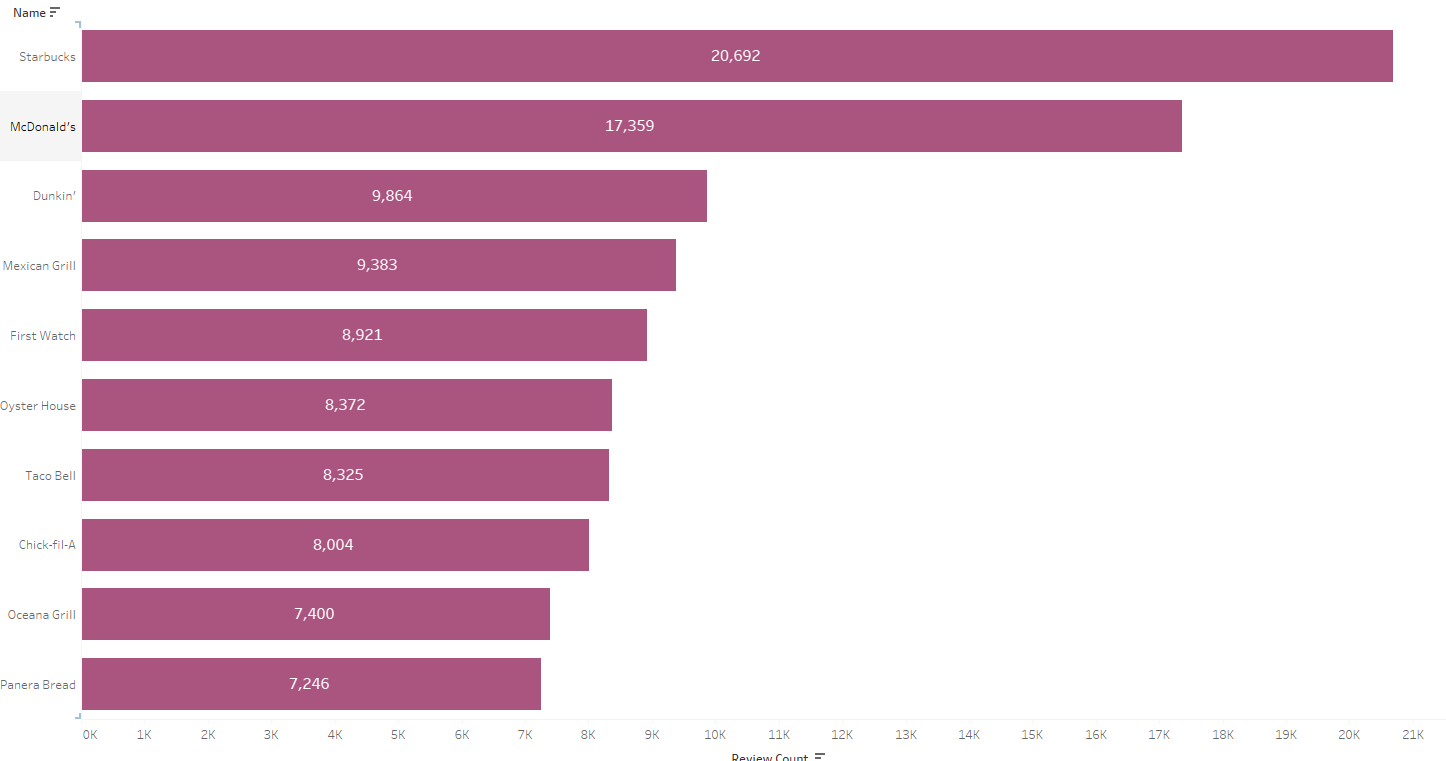 Name
Starbucks
20,692
McDonald's
17,359
Dunkin'
9,864
Mexican Grill
9,383
First Watch
8,921
Oyster House
8,372
Taco Bell
8,325
Chick-fil-A
8,004
Oceana Grill
7,400
Panera Bread
7,246
0K 1K 2K 3K 4K 5K 6K 7K 8K 9K 10K 11K 12K 13K 14K 15K 16K 17K 18K 19K 20K 21K
Review Count